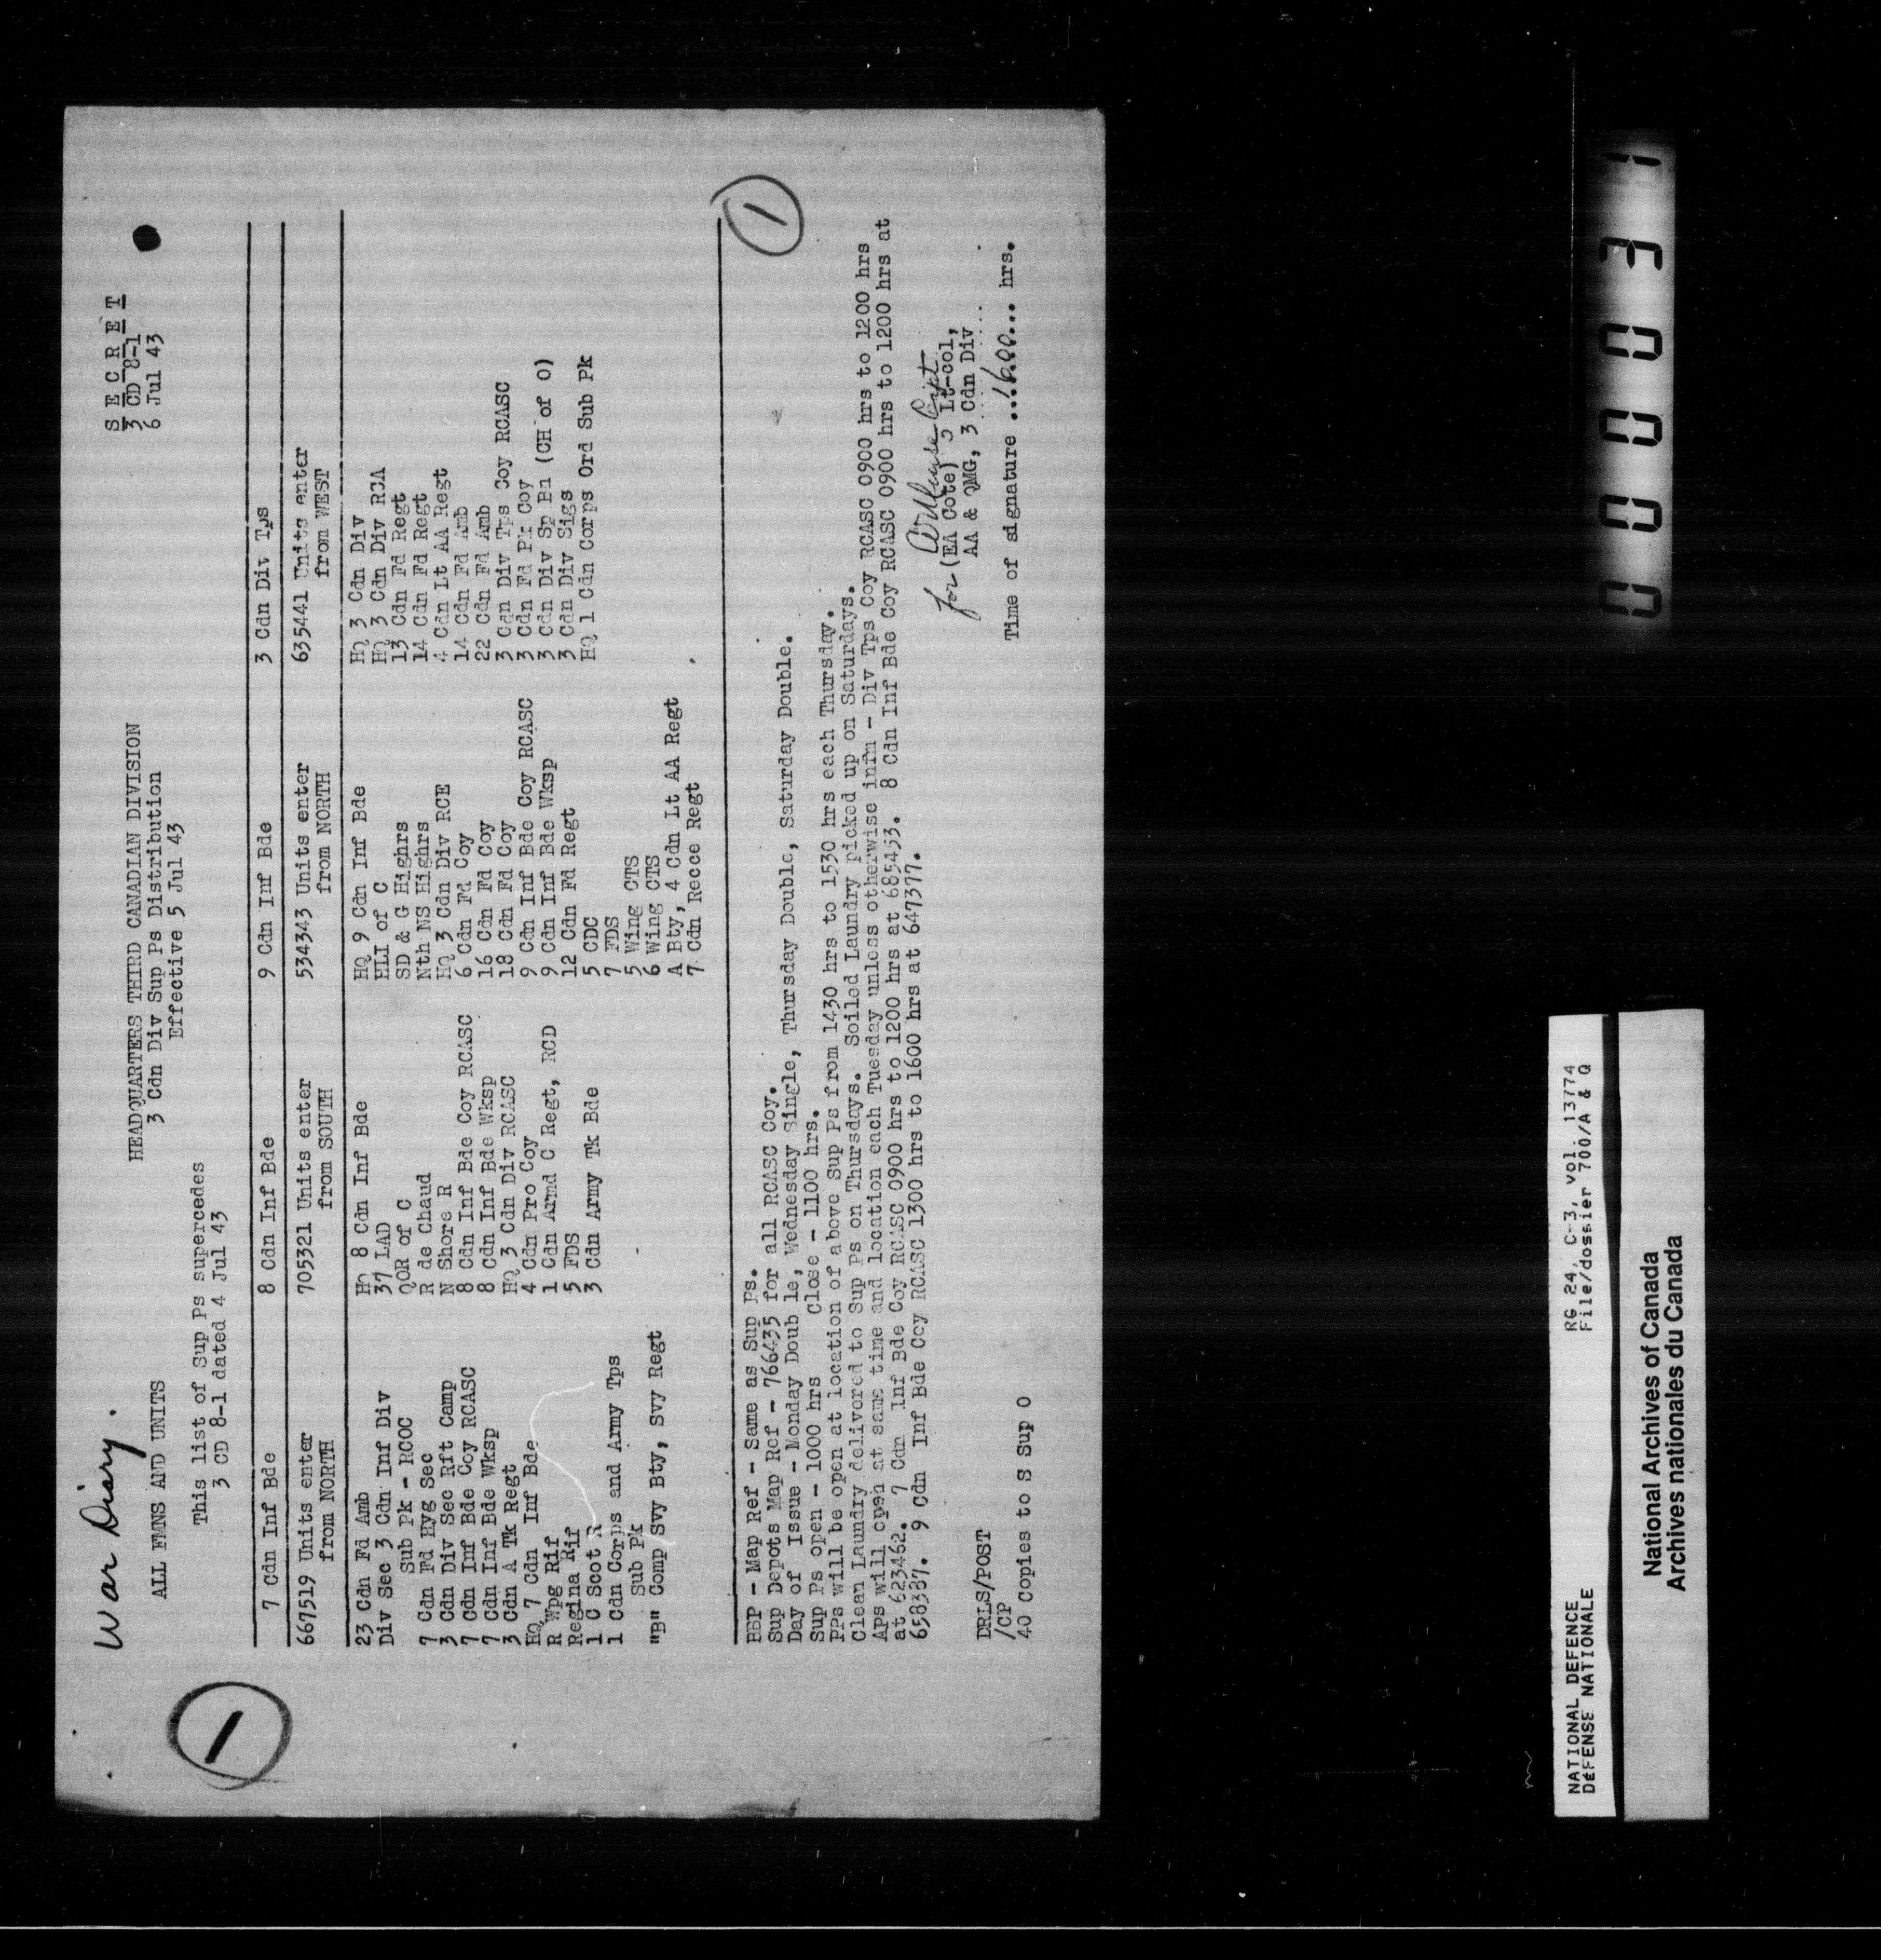 War Diary.
SECRET
3 CD 8-1
6 Jul 43
HEADQUARTERS THIRD CANADIAN DIVISION
3 Cdn Div Sup Ps Distribution
Effective 5 Jul 43
ALL FMNS AND UNITS
This list of Sup Ps supercedes
3 CD 8-1 dated 4 Jul 43
1
7 Cdn Inf Bde
667519 Units enter
from NORTH
23 Cdn Fd Amb
Div Sec 3 Cdn Inf Div
Sub Pk - RCOC
7 Cdn Fd Hyg Sec
3 Cdn Div Sec Rft Camp
7 Cdn Inf Bde Coy RCASC
7 Cdn Inf Bde Wksp
3 Cdn A Tk Regt
HQ 7 Cdn Inf Bde
R Wpg Rif
Regina Rif
1 C Scot R
1 Cdn Corps and Army Tps
Sub Pk
"B" Comp Svy Bty, Svy Regt
8 Cdn Inf Bde
705321 Units enter
from SOUTH
HQ 8 Cdn Inf Bde
37 LAD
QOR of C
R de Chaud
N Shore R
8 Cdn Inf Bde Coy RCASC
8 Cdn Inf Bde Wksp
HQ 3 Cdn Div RCASC
4 Cdn Pro Coy
1 Cdn Armd C Regt, RCD
5 FDS
3 Cdn Army Tk Bde
9 Cdn Inf Bde
534343 Units enter
from NORTH
HQ 9 Cdn Inf Bde
HLI of C
SD & G Highrs
Nth NS Highrs
HQ 3 Cdn Div RCE
6 Cdn Fd Coy
16 Cdn Fd Coy
18 Cdn Fd Coy
9 Cdn Inf Bde Coy RCASC
9 Cdn Inf Bde Wksp
12 Cdn Fd Regt
5 CDC
7 FDS
5 Wing CTS
6 Wing CTS
A Bty, 4 Cdn Lt AA Regt
7 Cdn Recce Regt
3 Cdn Div Tps
635441 Units enter
from WEST
HQ 3 Cdn Div
HQ 3 Cdn Div RCA
13 Cdn Fd Regt
14 Cdn Fd Regt
4 Cdn Lt AA Regt
14 Cdn Fd Amb
22 Cdn Fd Amb
3 Cdn Div Tps Coy RCASC
3 Cdn Fd Pk Coy
3 Cdn Div Sp Bn (CH of O)
3 Cdn Div Sigs
HQ 1 Cdn Corps Ord Sub Pk
1
BBP - Map Ref - Same as Sup Ps.
Sup Depots Map Ref - 766435 for all RCASC Coy.
Day of Issue - Monday Doub le, Wednesday Single, Thursday Double, Saturday Double.
Sup Ps open - 1000 hrs Close - 1100 hrs.
PPs will be open at location of above Sup Ps from 1430 hrs to 1530 hrs each Thursday.
Clean Laundry delivered to Sup Ps on Thursdays. Soiled Laundry picked up on Saturdays.
APs will open at same time and location each Tuesday unless otherwise infm - Div Tps Coy RCASC 0900 hrs to 1200 hrs
at 623462. 7 Cdn Inf Bde Coy RCASC 0900 hrs to 1200 hrs at 685453. 8 Cdn Inf Bde Coy RCASC 0900 hrs to 1200 hrs at
658387. 9 Cdn Inf Bde Coy RCASC 1300 hrs to 1600 hrs at 647377.
for Capt
(EA Cote) Lt-Col,
AA & QMG, 3 Cdn Div
DRLS/POST
/CP
40 Copies to S Sup O
Time of signature ...1600... hrs.
000031
NATIONAL DEFENCE
DÉFENSE NATIONALE
RG 24, C-3, vol. 13774
File/dossier 700/A & Q
National Archives of Canada
Archives nationales du Canada